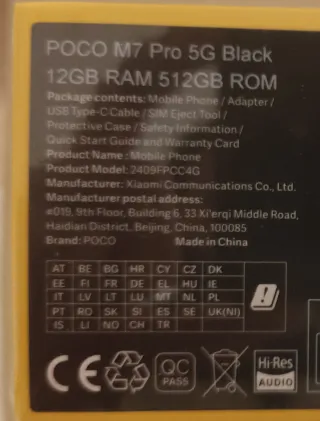 POCO M7 Pro 5G Black
12GB RAM 512GB ROM
Package contents: Mobile Phone / Adapter /
USB Type-C Cable / SIM Eject Tool /
Protective Case / Safety Information /
Quick Start Guide and Warranty Card
Product Name: Mobile Phone
Product Model: 2409FPCC4G
Manufacturer: Xiaomi Communications Co., Ltd.
Manufacturer postal address:
#019, 9th Floor, Building 6, 33 Xi'erqi Middle Road,
Haidian District, Beijing, China, 100085
Brand: POCO Made in China
AT BE BG HR CY CZ DK
EE FI FR DE EL HU IE
IT LV LT LU MT NL PL
PT RO SK SI ES SE UK(NI)
IS LI NO CH TR
CE QC PASS Hi-Res AUDIO